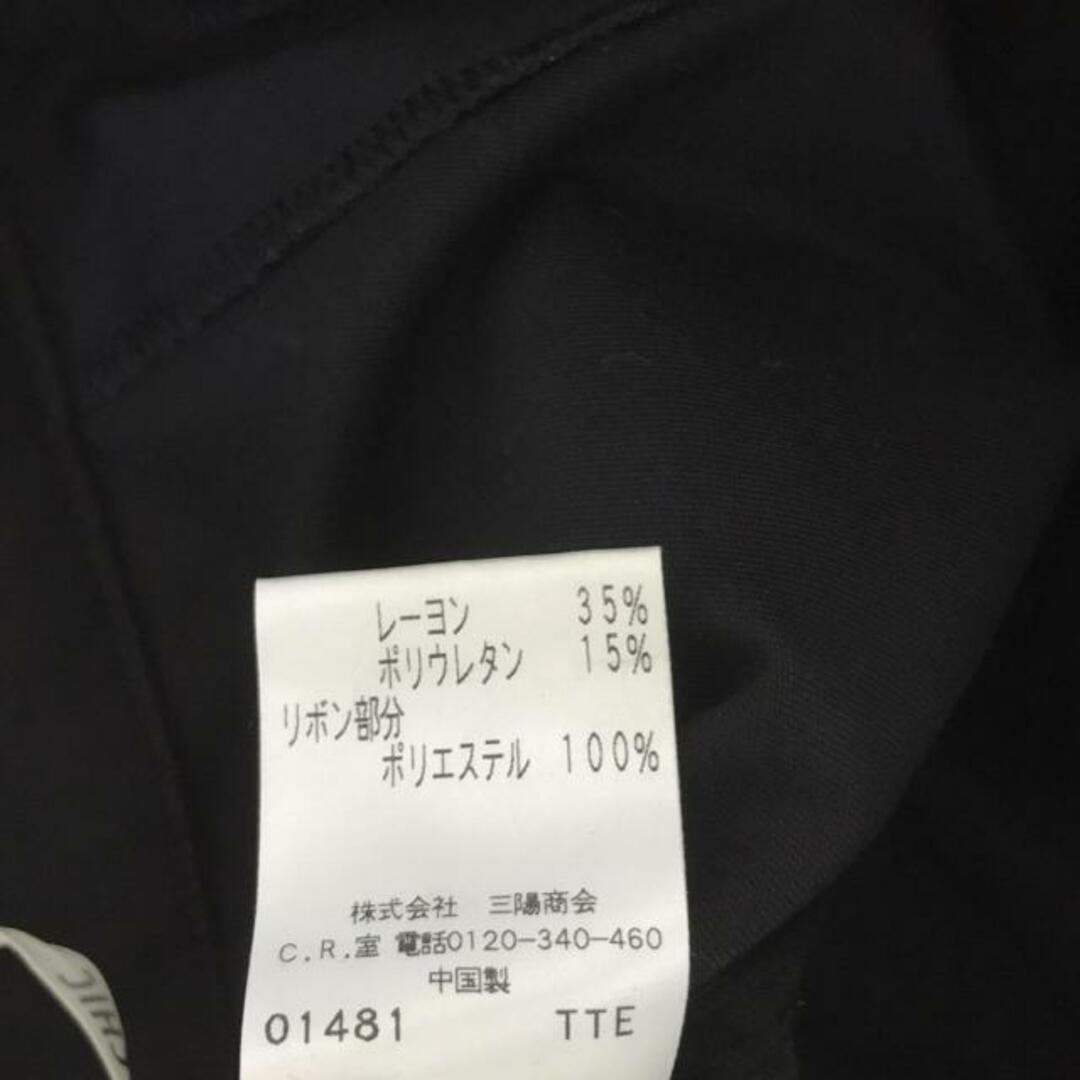 レーヨン 35%
ポリウレタン 15%
リボン部分
ポリエステル 100%
株式会社 三陽商会
C.R.室 電話0120-340-460
中国製
01481 TTE